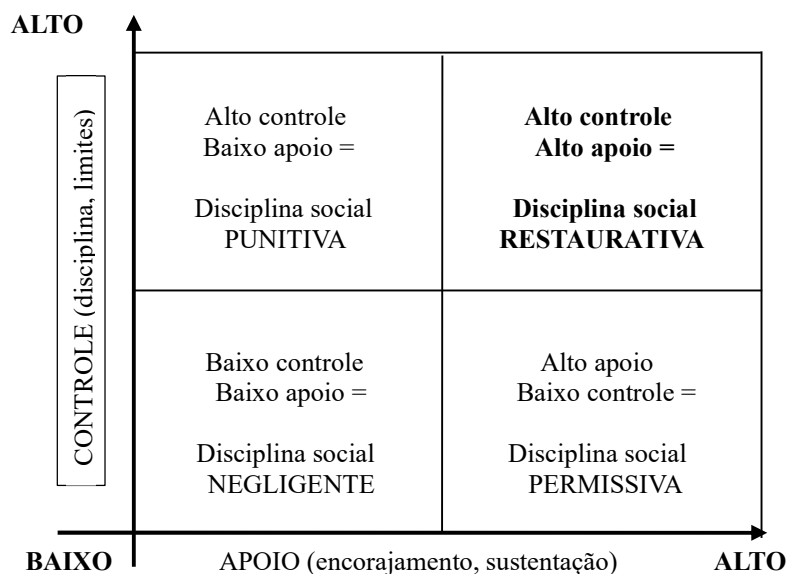 ALTO
CONTROLE (disciplina, limites)
Alto controle
Baixo apoio =
Disciplina social
PUNITIVA
Alto controle
Alto apoio =
Disciplina social
RESTAURATIVA
Baixo controle
Baixo apoio =
Disciplina social
NEGLIGENTE
Alto apoio
Baixo controle =
Disciplina social
PERMISSIVA
BAIXO
APOIO (encorajamento, sustentação)
ALTO